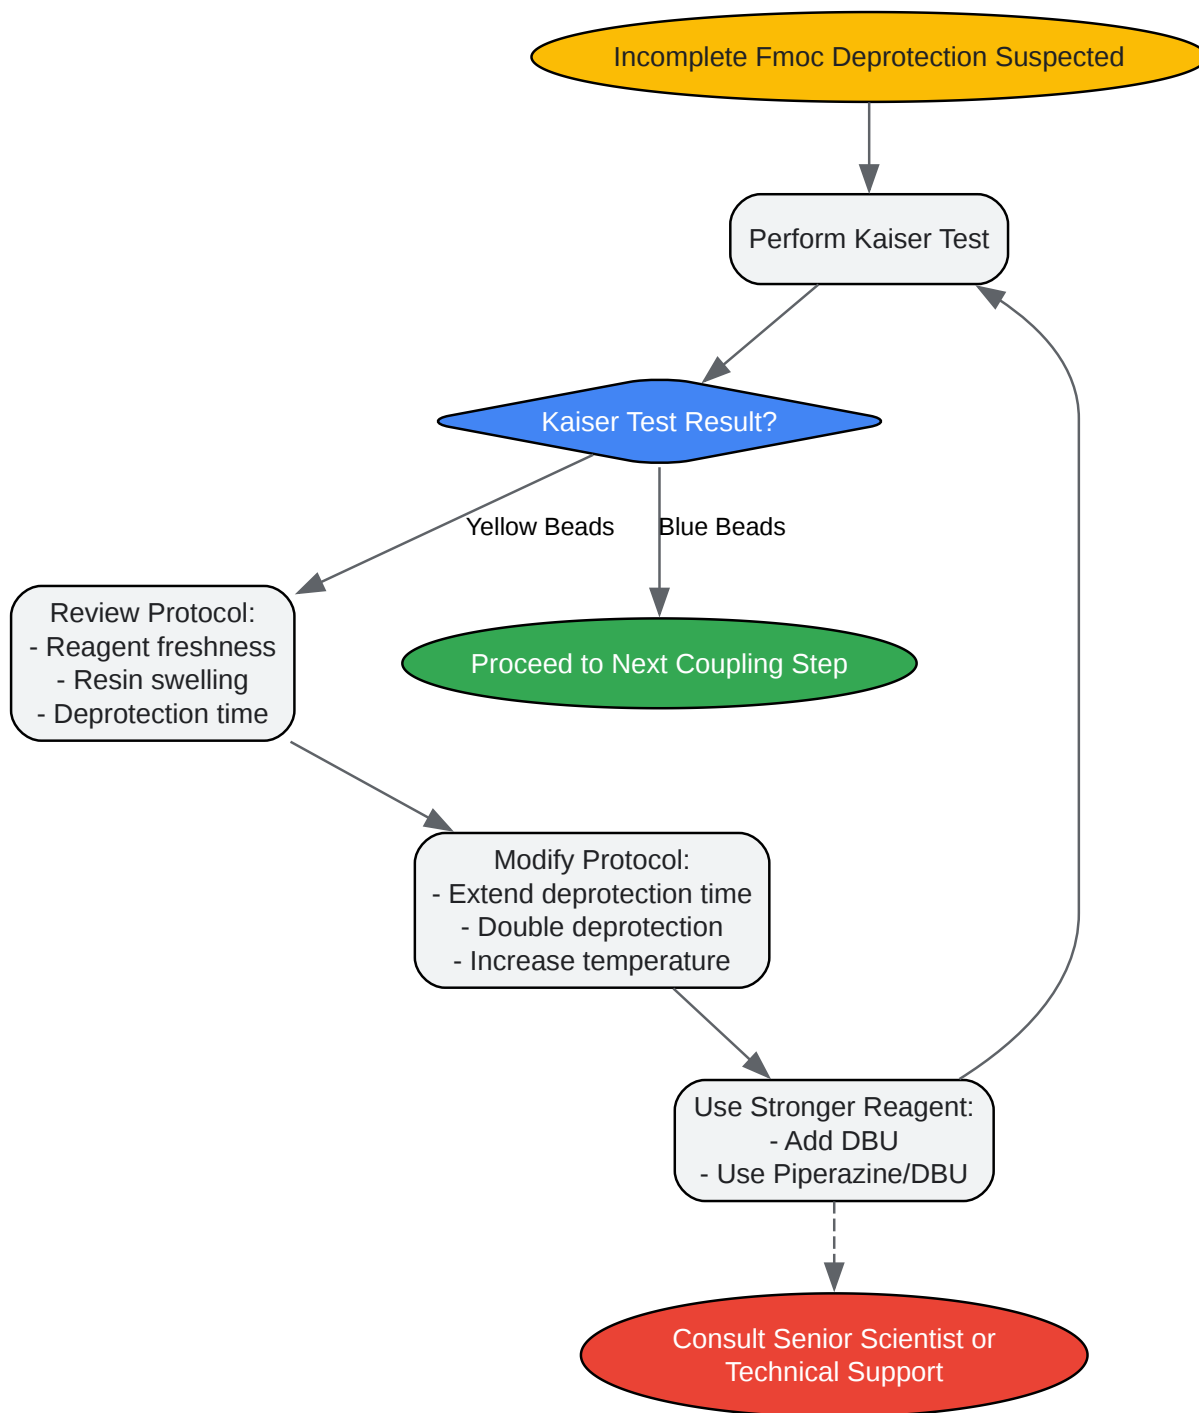 Incomplete Fmoc Deprotection Suspected
Perform Kaiser Test
Kaiser Test Result?
Yellow Beads
Blue Beads
Review Protocol:
- Reagent freshness
- Resin swelling
- Deprotection time
Proceed to Next Coupling Step
Modify Protocol:
- Extend deprotection time
- Double deprotection
- Increase temperature
Use Stronger Reagent:
- Add DBU
- Use Piperazine/DBU
Consult Senior Scientist or
Technical Support